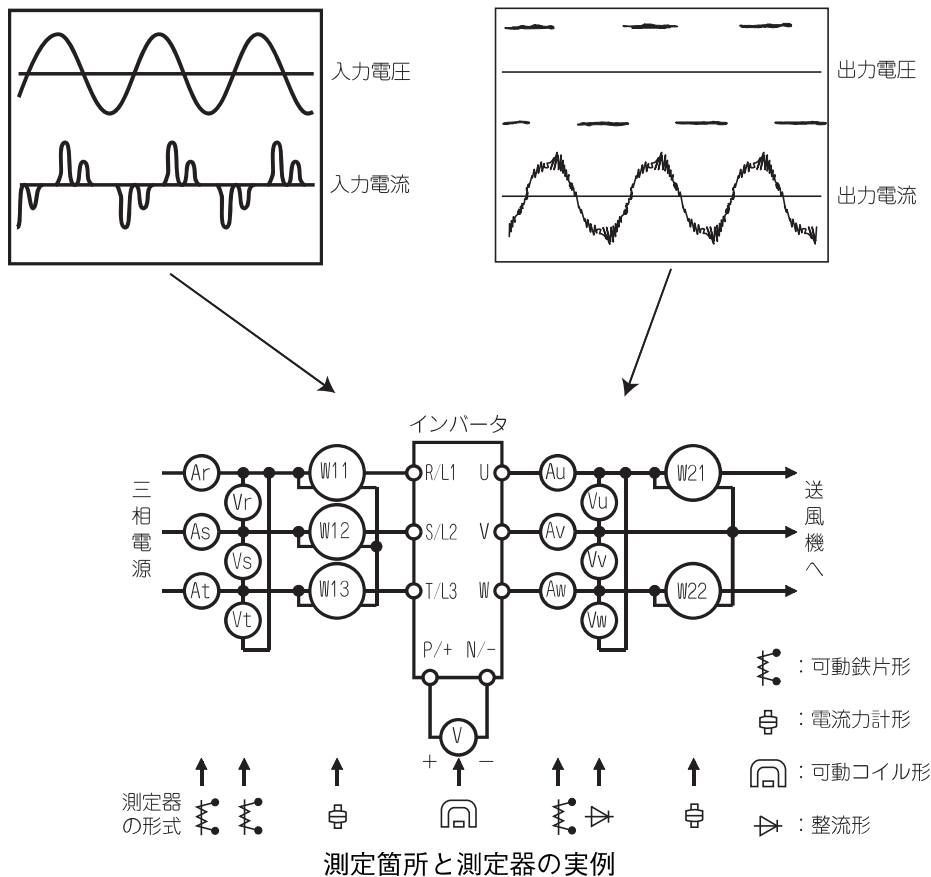 入力電圧
入力電流
出力電圧
出力電流
インバータ
三相電源
Ar
As
At
Vr
Vs
Vt
W11
W12
W13
R/L1
S/L2
T/L3
U
V
W
P/+
N/-
Au
Av
Aw
Vu
Vv
Vw
W21
W22
送風機へ
V
+
−
:可動鉄片形
:電流力計形
:可動コイル形
:整流形
測定器
の形式
測定箇所と測定器の実例